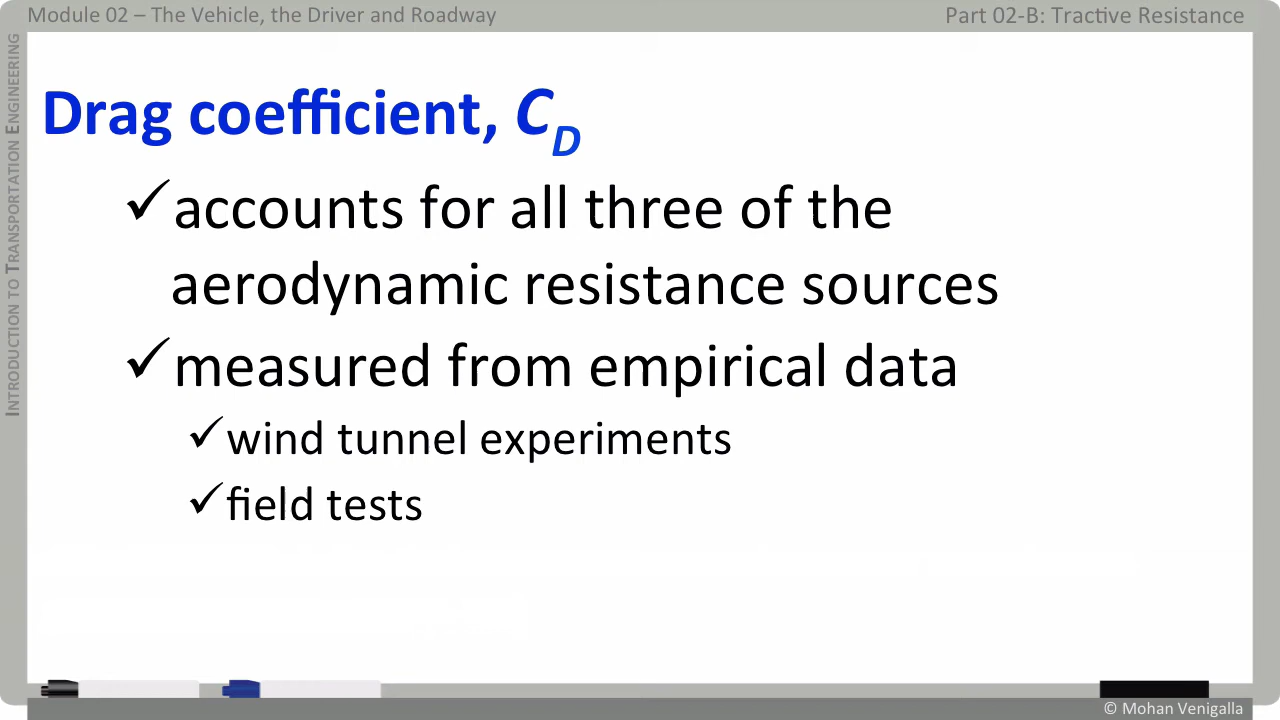 Module 02 – The Vehicle, the Driver and Roadway
Part 02-B: Tractive Resistance
INTRODUCTION TO TRANSPORTATION ENGINEERING
Drag coefficient, C_D
✓accounts for all three of the
aerodynamic resistance sources
✓measured from empirical data
✓wind tunnel experiments
✓field tests
© Mohan Venigalla